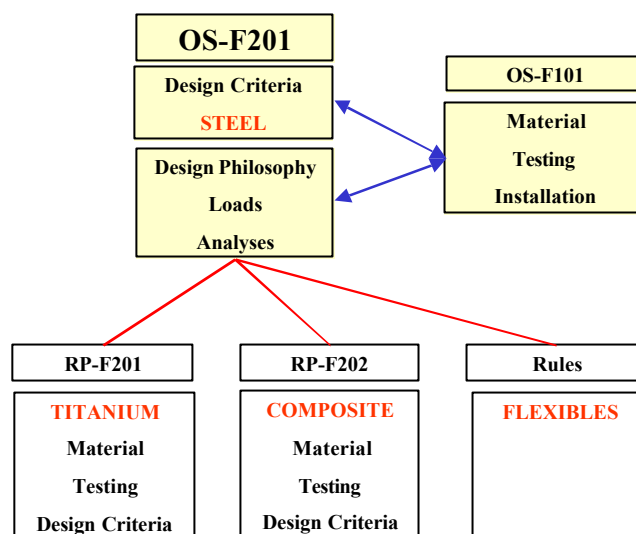 OS-F201
Design Criteria
STEEL
Design Philosophy
Loads
Analyses
OS-F101
Material
Testing
Installation
RP-F201
TITANIUM
Material
Testing
Design Criteria
RP-F202
COMPOSITE
Material
Testing
Design Criteria
Rules
FLEXIBLES